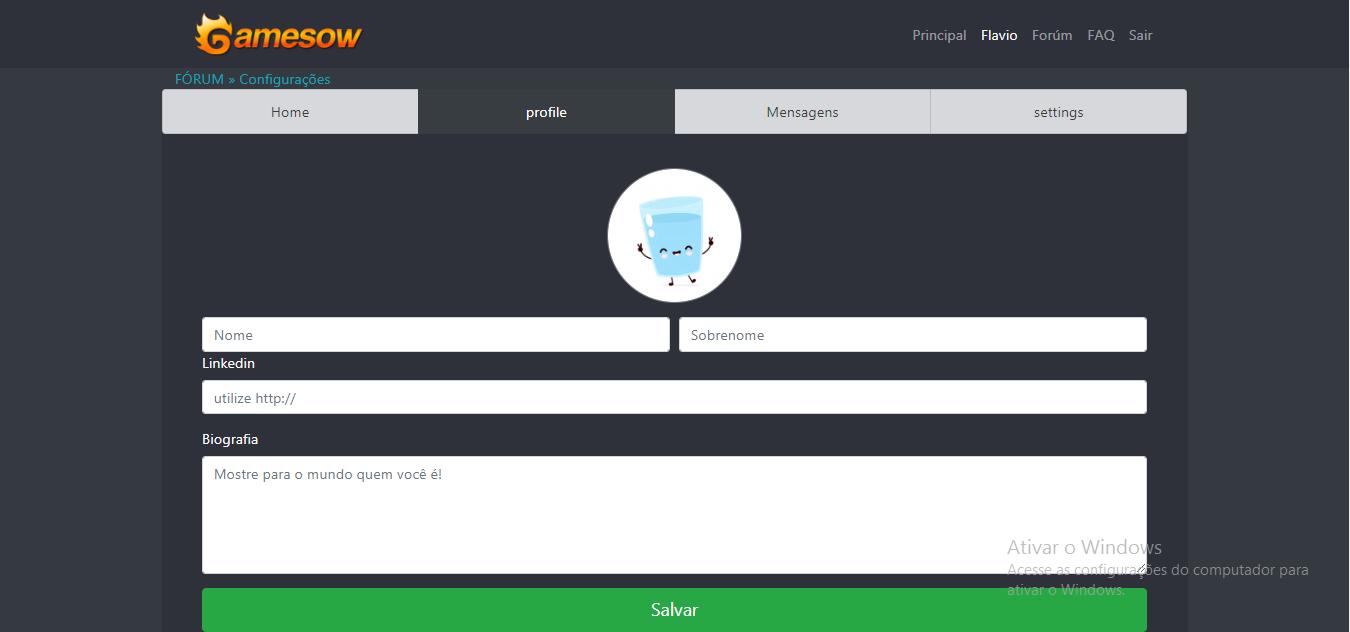 Gamesow
Principal Flavio Forúm FAQ Sair
FÓRUM » Configurações
Home profile Mensagens settings
Nome Sobrenome
Linkedin
utilize http://
Biografia
Mostre para o mundo quem você é!
Ativar o Windows
Acesse as configurações do computador para
ativar o Windows.
Salvar